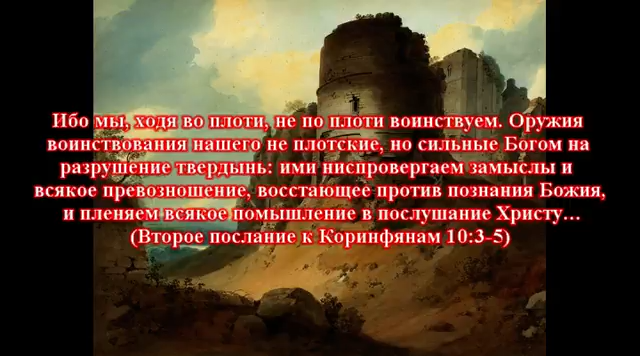 Ибо мы, ходя во плоти, не по плоти воинствуем. Оружия
воинствования нашего не плотские, но сильные Богом на
разрушение твердынь: ими ниспровергаем замыслы и
всякое превозношение, восстающее против познания Божия,
и пленяем всякое помышление в послушание Христу...
(Второе послание к Коринфянам 10:3-5)